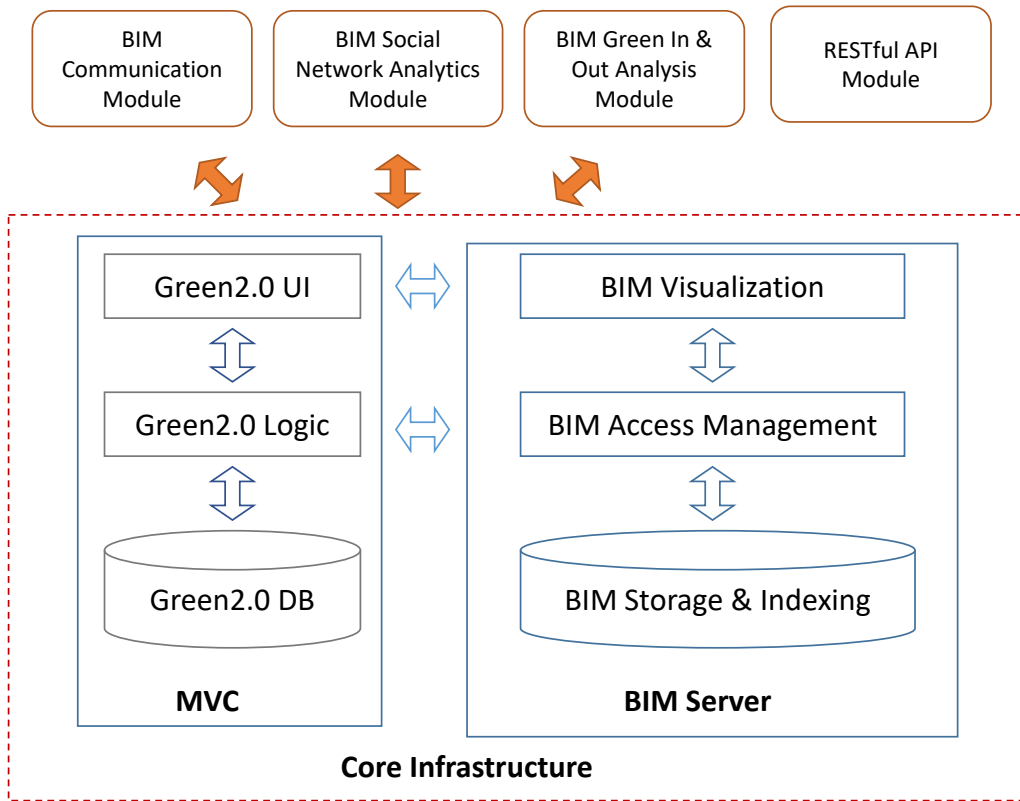 BIM
Communication
Module
BIM Social
Network Analytics
Module
BIM Green In &
Out Analysis
Module
RESTful API
Module
Green2.0 UI
BIM Visualization
Green2.0 Logic
BIM Access Management
Green2.0 DB
BIM Storage & Indexing
MVC
BIM Server
Core Infrastructure